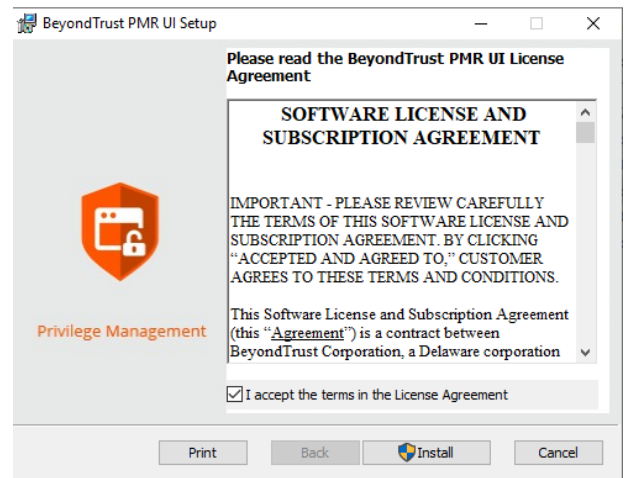 BeyondTrust PMR UI Setup
Please read the BeyondTrust PMR UI License
Agreement
SOFTWARE LICENSE AND
SUBSCRIPTION AGREEMENT
IMPORTANT - PLEASE REVIEW CAREFULLY
THE TERMS OF THIS SOFTWARE LICENSE AND
SUBSCRIPTION AGREEMENT. BY CLICKING
“ACCEPTED AND AGREED TO,” CUSTOMER
AGREES TO THESE TERMS AND CONDITIONS.
This Software License and Subscription Agreement
(this “Agreement”) is a contract between
BeyondTrust Corporation, a Delaware corporation
Privilege Management
I accept the terms in the License Agreement
Print
Back
Install
Cancel